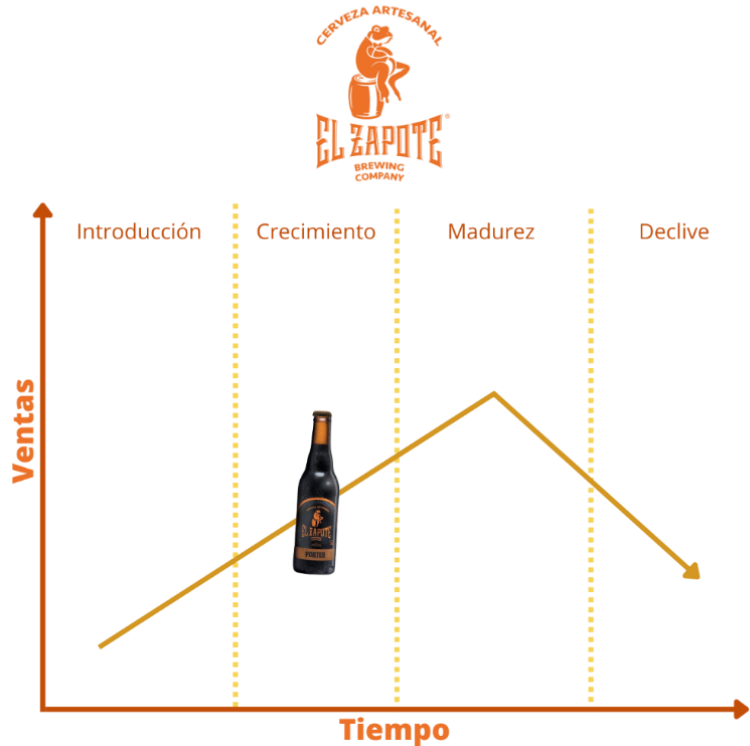 CERVEZA ARTESANAL
EL ZAPOTE®
BREWING
COMPANY
Introducción
Crecimiento
Madurez
Declive
Ventas
EL ZAPOTE
PORTER
Tiempo